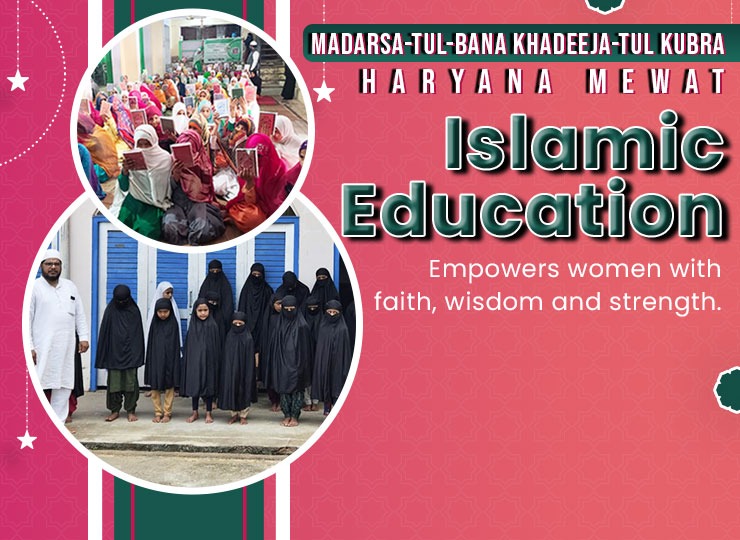 MADARSA-TUL-BANA KHADEEJA-TUL KUBRA
HARYANA MEWAT
Islamic
Education
Empowers women with
faith, wisdom and strength.